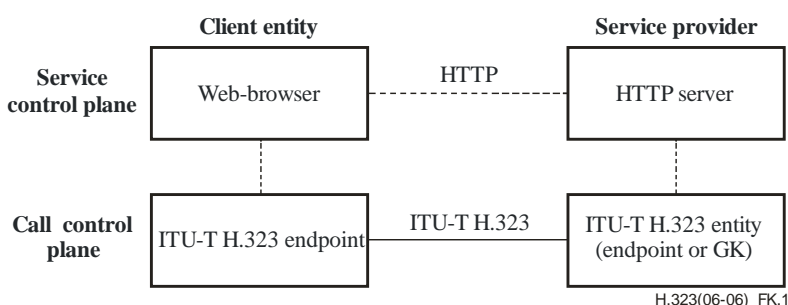 Client entity
Service provider
Service
control plane
Web-browser
HTTP
HTTP server
Call control
plane
ITU-T H.323 endpoint
ITU-T H.323
ITU-T H.323 entity
(endpoint or GK)
H.323(06-06)_FK.1